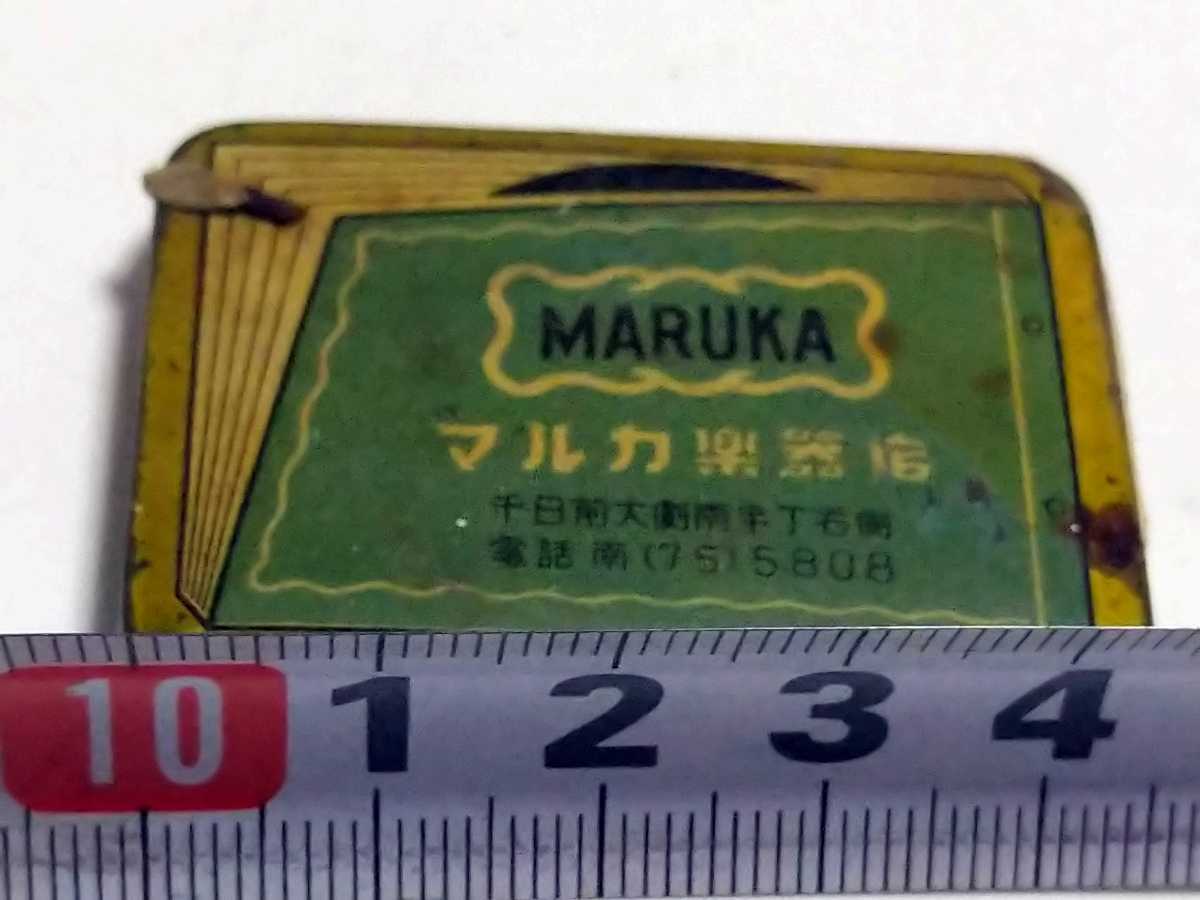 MARUKA
マルカ楽器店
千日前大劇南半丁右側
電話 南(75)5808
10 1 2 3 4